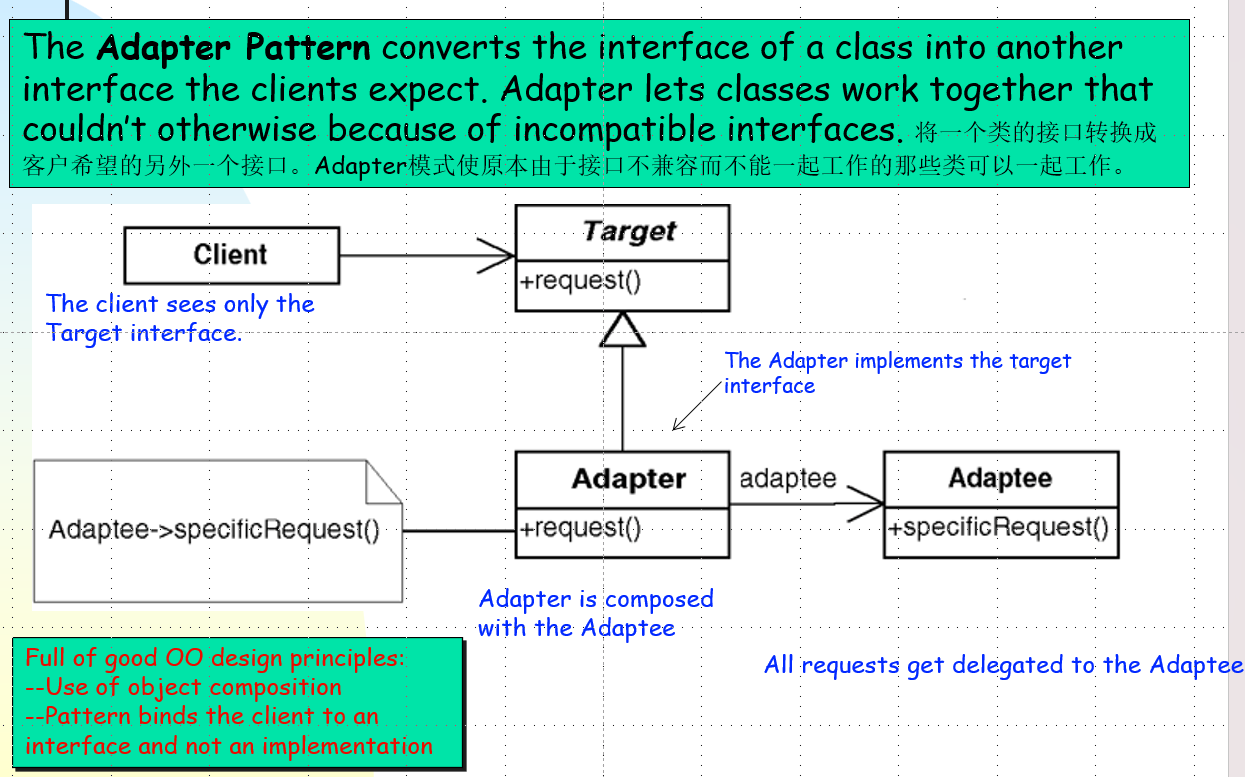 The Adapter Pattern converts the interface of a class into another
interface the clients expect. Adapter lets classes work together that
couldn't otherwise because of incompatible interfaces. 将一个类的接口转换成
客户希望的另外一个接口。Adapter模式使原本由于接口不兼容而不能一起工作的那些类可以一起工作。
Client
Target
+request()
The client sees only the
Target interface.
The Adapter implements the target
interface
Adaptee->specificRequest()
Adapter
+request()
adaptee
Adaptee
+specificRequest()
Adapter is composed
with the Adaptee
All requests get delegated to the Adaptee
Full of good OO design principles:
--Use of object composition
--Pattern binds the client to an
interface and not an implementation